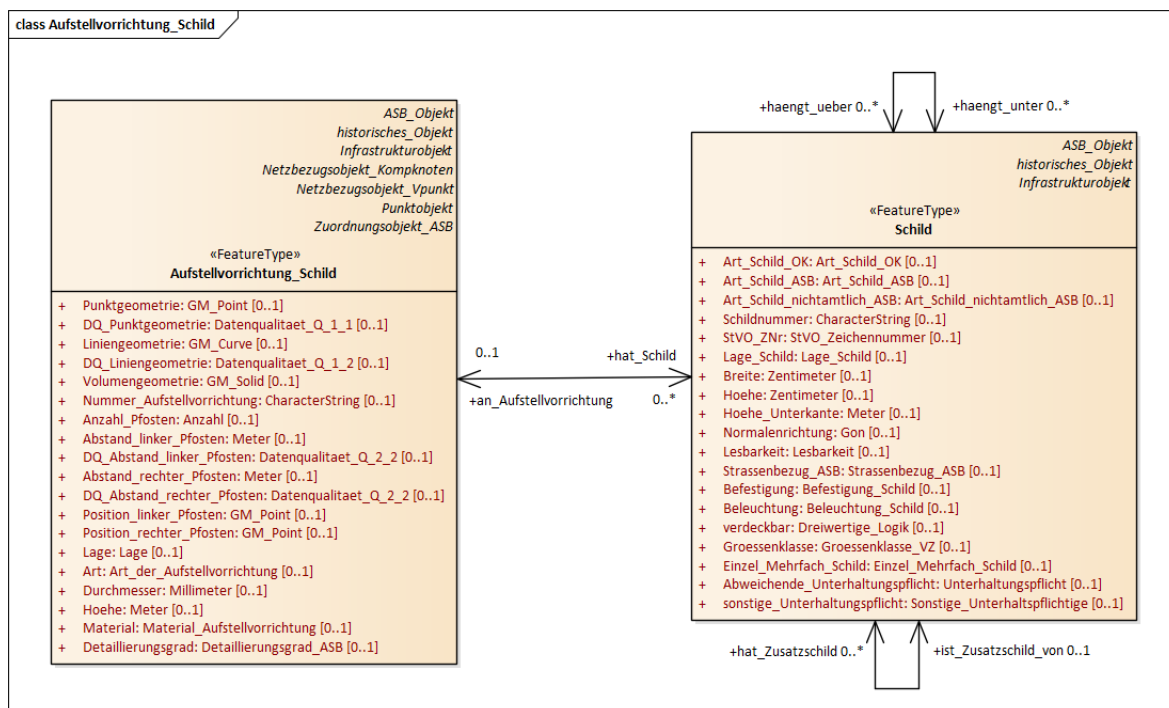 class Aufstellvorrichtung_Schild
ASB_Objekt
historisches_Objekt
Infrastrukturobjekt
Netzbezugsobjekt_Kompknoten
Netzbezugsobjekt_Vpunkt
Punktobjekt
Zuordnungsobjekt_ASB
«FeatureType»
Aufstellvorrichtung_Schild
+ Punktgeometrie: GM_Point [0..1]
+ DQ_Punktgeometrie: Datenqualitaet_Q_1_1 [0..1]
+ Liniengeometrie: GM_Curve [0..1]
+ DQ_Liniengeometrie: Datenqualitaet_Q_1_2 [0..1]
+ Volumengeometrie: GM_Solid [0..1]
+ Nummer_Aufstellvorrichtung: CharacterString [0..1]
+ Anzahl_Pfosten: Anzahl [0..1]
+ Abstand_linker_Pfosten: Meter [0..1]
+ DQ_Abstand_linker_Pfosten: Datenqualitaet_Q_2_2 [0..1]
+ Abstand_rechter_Pfosten: Meter [0..1]
+ DQ_Abstand_rechter_Pfosten: Datenqualitaet_Q_2_2 [0..1]
+ Position_linker_Pfosten: GM_Point [0..1]
+ Position_rechter_Pfosten: GM_Point [0..1]
+ Lage: Lage [0..1]
+ Art: Art_der_Aufstellvorrichtung [0..1]
+ Durchmesser: Millimeter [0..1]
+ Hoehe: Meter [0..1]
+ Material: Material_Aufstellvorrichtung [0..1]
+ Detaillierungsgrad: Detaillierungsgrad_ASB [0..1]
0..1 +hat_Schild
+an_Aufstellvorrichtung 0..*
+haengt_ueber 0..* +haengt_unter 0..*
ASB_Objekt
historisches_Objekt
Infrastrukturobjekt
«FeatureType»
Schild
+ Art_Schild_OK: Art_Schild_OK [0..1]
+ Art_Schild_ASB: Art_Schild_ASB [0..1]
+ Art_Schild_nichtamtlich_ASB: Art_Schild_nichtamtlich_ASB [0..1]
+ Schildnummer: CharacterString [0..1]
+ StVO_ZNr: StVO_Zeichennummer [0..1]
+ Lage_Schild: Lage_Schild [0..1]
+ Breite: Zentimeter [0..1]
+ Hoehe: Zentimeter [0..1]
+ Hoehe_Unterkante: Meter [0..1]
+ Normalenrichtung: Gon [0..1]
+ Lesbarkeit: Lesbarkeit [0..1]
+ Strassenbezug_ASB: Strassenbezug_ASB [0..1]
+ Befestigung: Befestigung_Schild [0..1]
+ Beleuchtung: Beleuchtung_Schild [0..1]
+ verdeckbar: Dreiwertige_Logik [0..1]
+ Groessenklasse: Groessenklasse_VZ [0..1]
+ Einzel_Mehrfach_Schild: Einzel_Mehrfach_Schild [0..1]
+ Abweichende_Unterhaltungspflicht: Unterhaltungspflicht [0..1]
+ sonstige_Unterhaltungspflicht: Sonstige_Unterhaltspflichtige [0..1]
+hat_Zusatzschild 0..* +ist_Zusatzschild_von 0..1